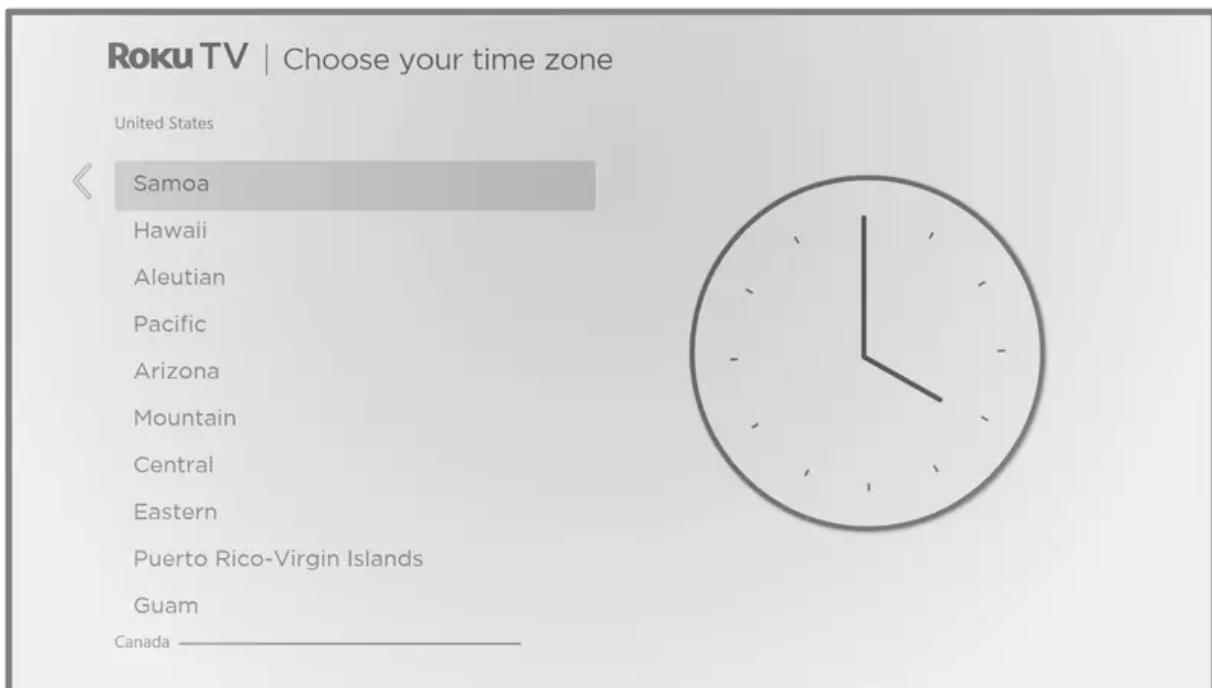 Roku TV | Choose your time zone
United States
Samoa
Hawaii
Aleutian
Pacific
Arizona
Mountain
Central
Eastern
Puerto Rico-Virgin Islands
Guam
Canada